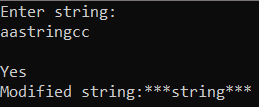 Enter string:
aastringcc
Yes
Modified string:***string***